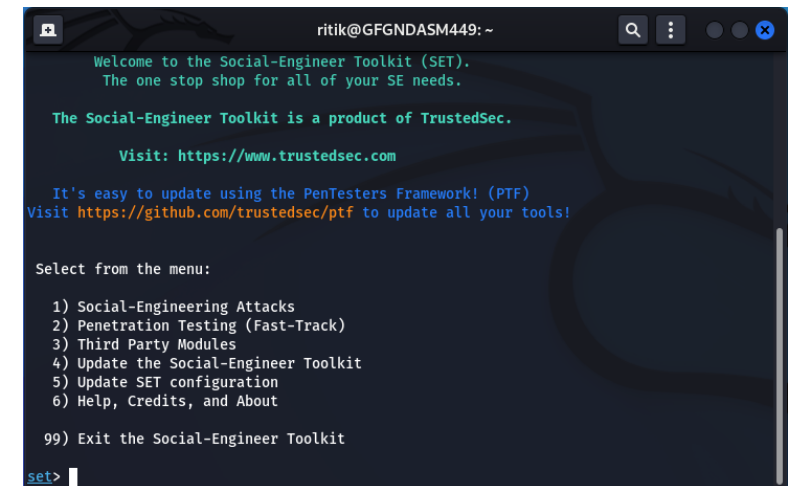 ritik@GFGNDASM449: ~
Welcome to the Social-Engineer Toolkit (SET).
The one stop shop for all of your SE needs.
The Social-Engineer Toolkit is a product of TrustedSec.
Visit: https://www.trustedsec.com
It's easy to update using the PenTesters Framework! (PTF)
Visit https://github.com/trustedsec/ptf to update all your tools!
Select from the menu:
1) Social-Engineering Attacks
2) Penetration Testing (Fast-Track)
3) Third Party Modules
4) Update the Social-Engineer Toolkit
5) Update SET configuration
6) Help, Credits, and About
99) Exit the Social-Engineer Toolkit
set>